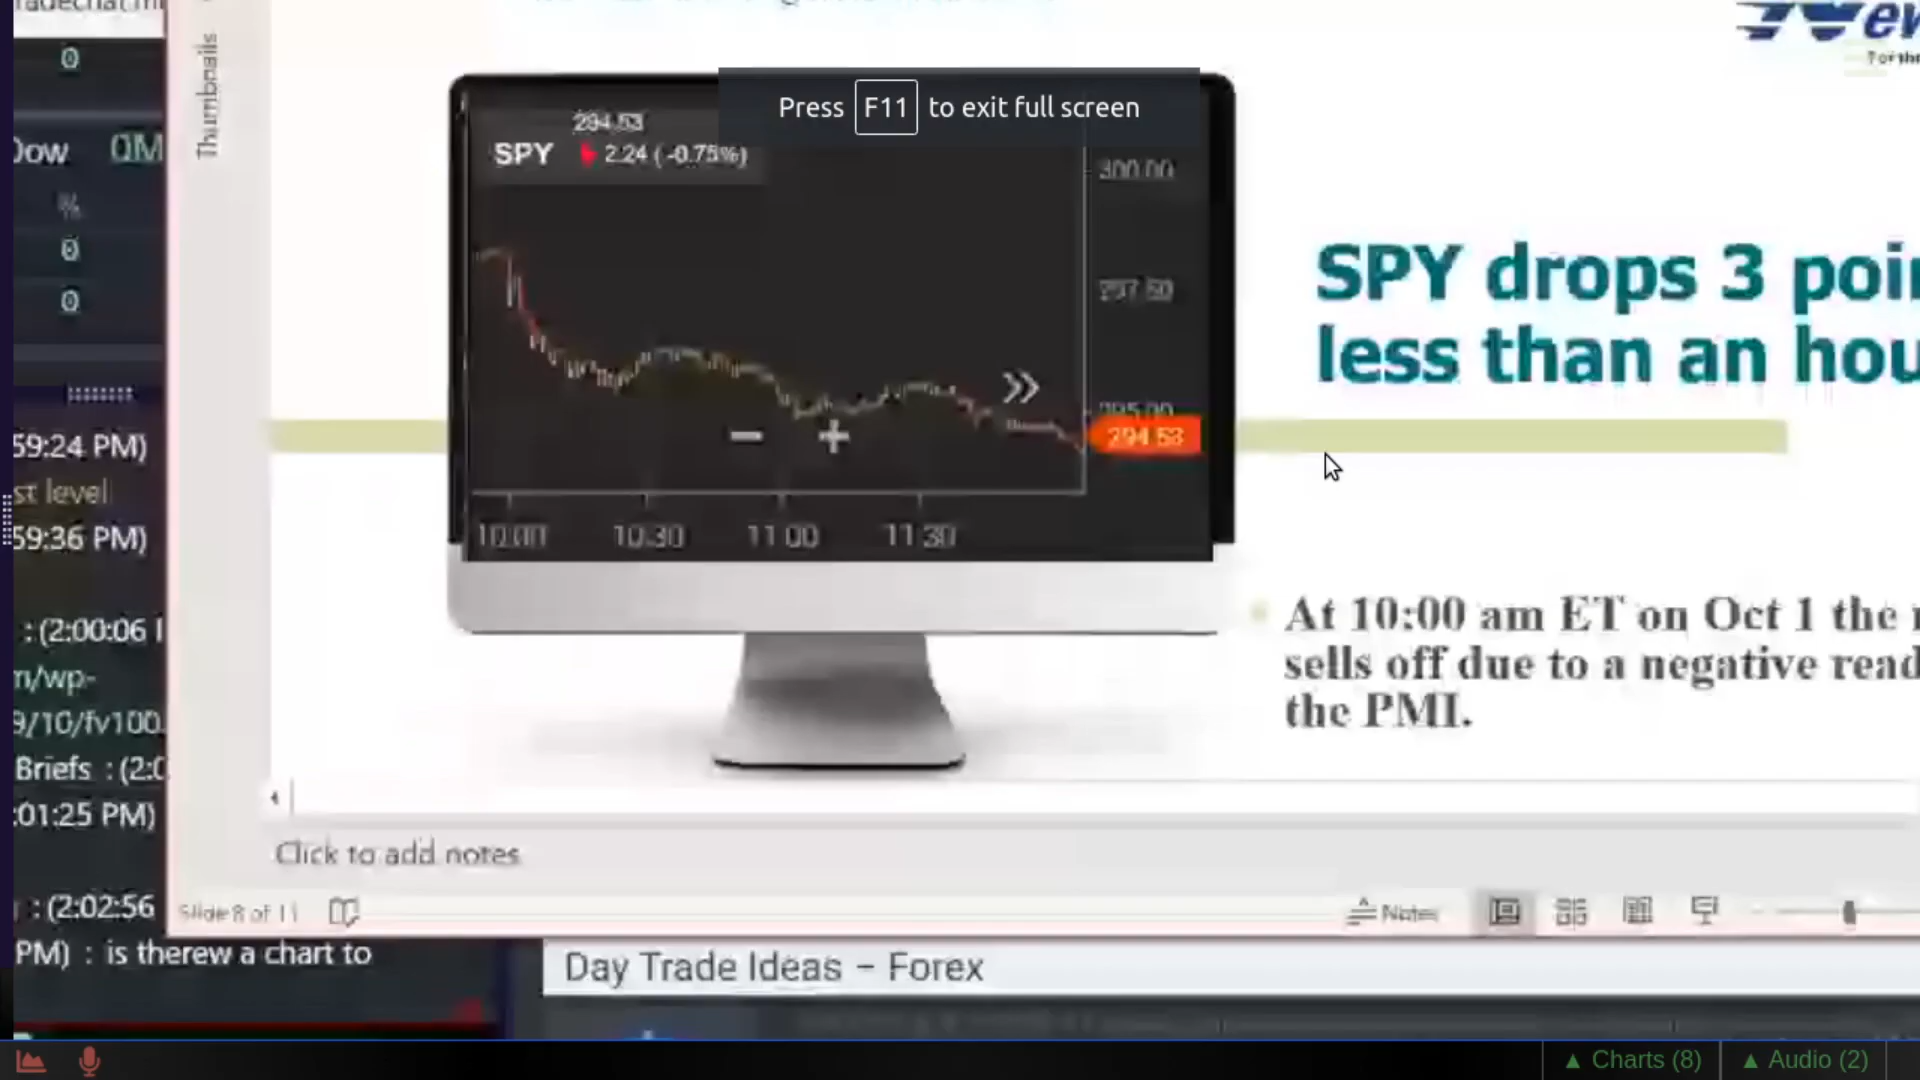 Thumbnails
0
Dow QM
%
0
0
59:24 PM)
st level
59:36 PM)
: (2:00:06
m/wp-
9/10/fv100.
Briefs : (2:0
:01:25 PM)
: (2:02:56
PM) : is therew a chart to
Press F11 to exit full screen
294.53
SPY 2.24 ( -0.75%)
300.00
297.50
295.00
294.53
10:00 10:30 11:00 11:30
SPY drops 3 poin
less than an hou
At 10:00 am ET on Oct 1 the
sells off due to a negative read
the PMI.
Click to add notes
Slide 8 of 11
Notes
Day Trade Ideas – Forex
▲ Charts (8) ▲ Audio (2)